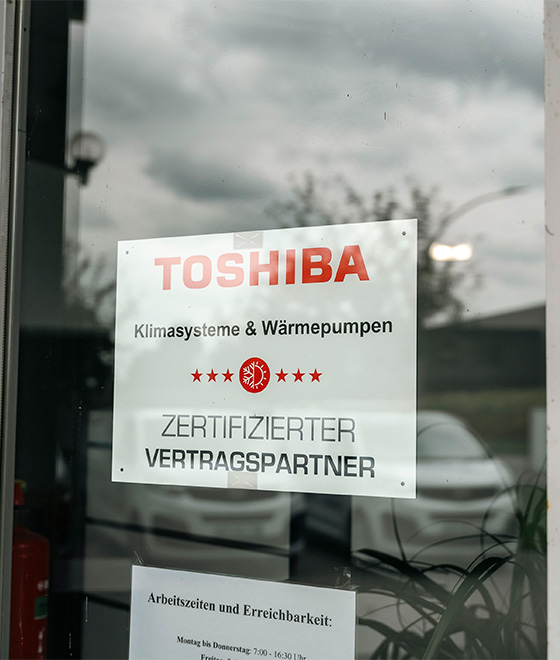 TOSHIBA
Klimasysteme & Wärmepumpen
ZERTIFIZIERTER
VERTRAGSPARTNER
Arbeitszeiten und Erreichbarkeit:
Montag bis Donnerstag: 7:00 - 16:30 Uhr